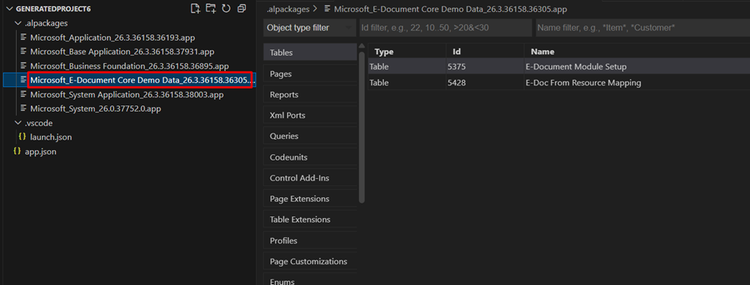 GENERATEDPROJECT6
.alpackages
Microsoft_Application_26.3.36158.36193.app
Microsoft_Base Application_26.3.36158.37931.app
Microsoft_Business Foundation_26.3.36158.36895.app
Microsoft_E-Document Core Demo Data_26.3.36158.36305....
Microsoft_System Application_26.3.36158.38003.app
Microsoft_System_26.0.37752.0.app
.vscode
{} launch.json
{} app.json
.alpackages > Microsoft_E-Document Core Demo Data_26.3.36158.36305.app
Object type filter
Id filter, e.g., 22, 10..50, >20&<30
Name filter, e.g., *Item*, *Customer*
Tables
Pages
Reports
Xml Ports
Queries
Codeunits
Control Add-Ins
Page Extensions
Table Extensions
Profiles
Page Customizations
Enums
Type Id Name
Table 5375 E-Document Module Setup
Table 5428 E-Doc From Resource Mapping